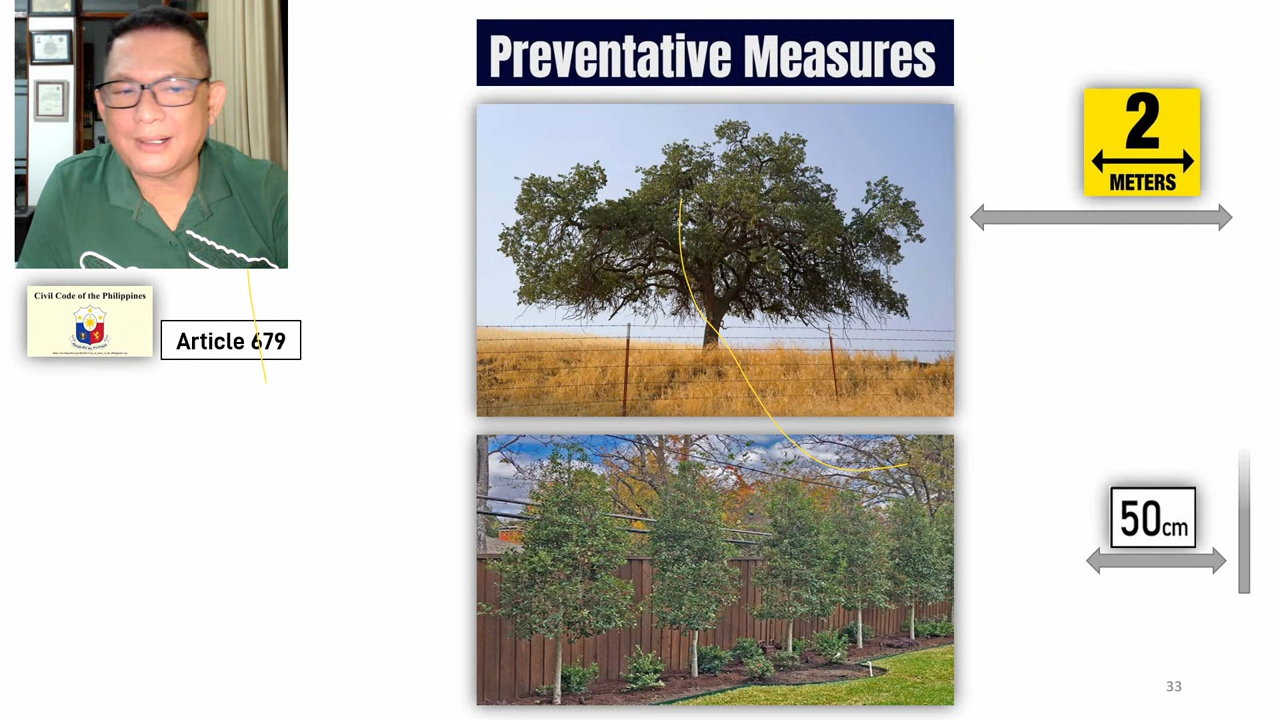 Preventative Measures
2
METERS
Civil Code of the Philippines
Article 679
50cm
33